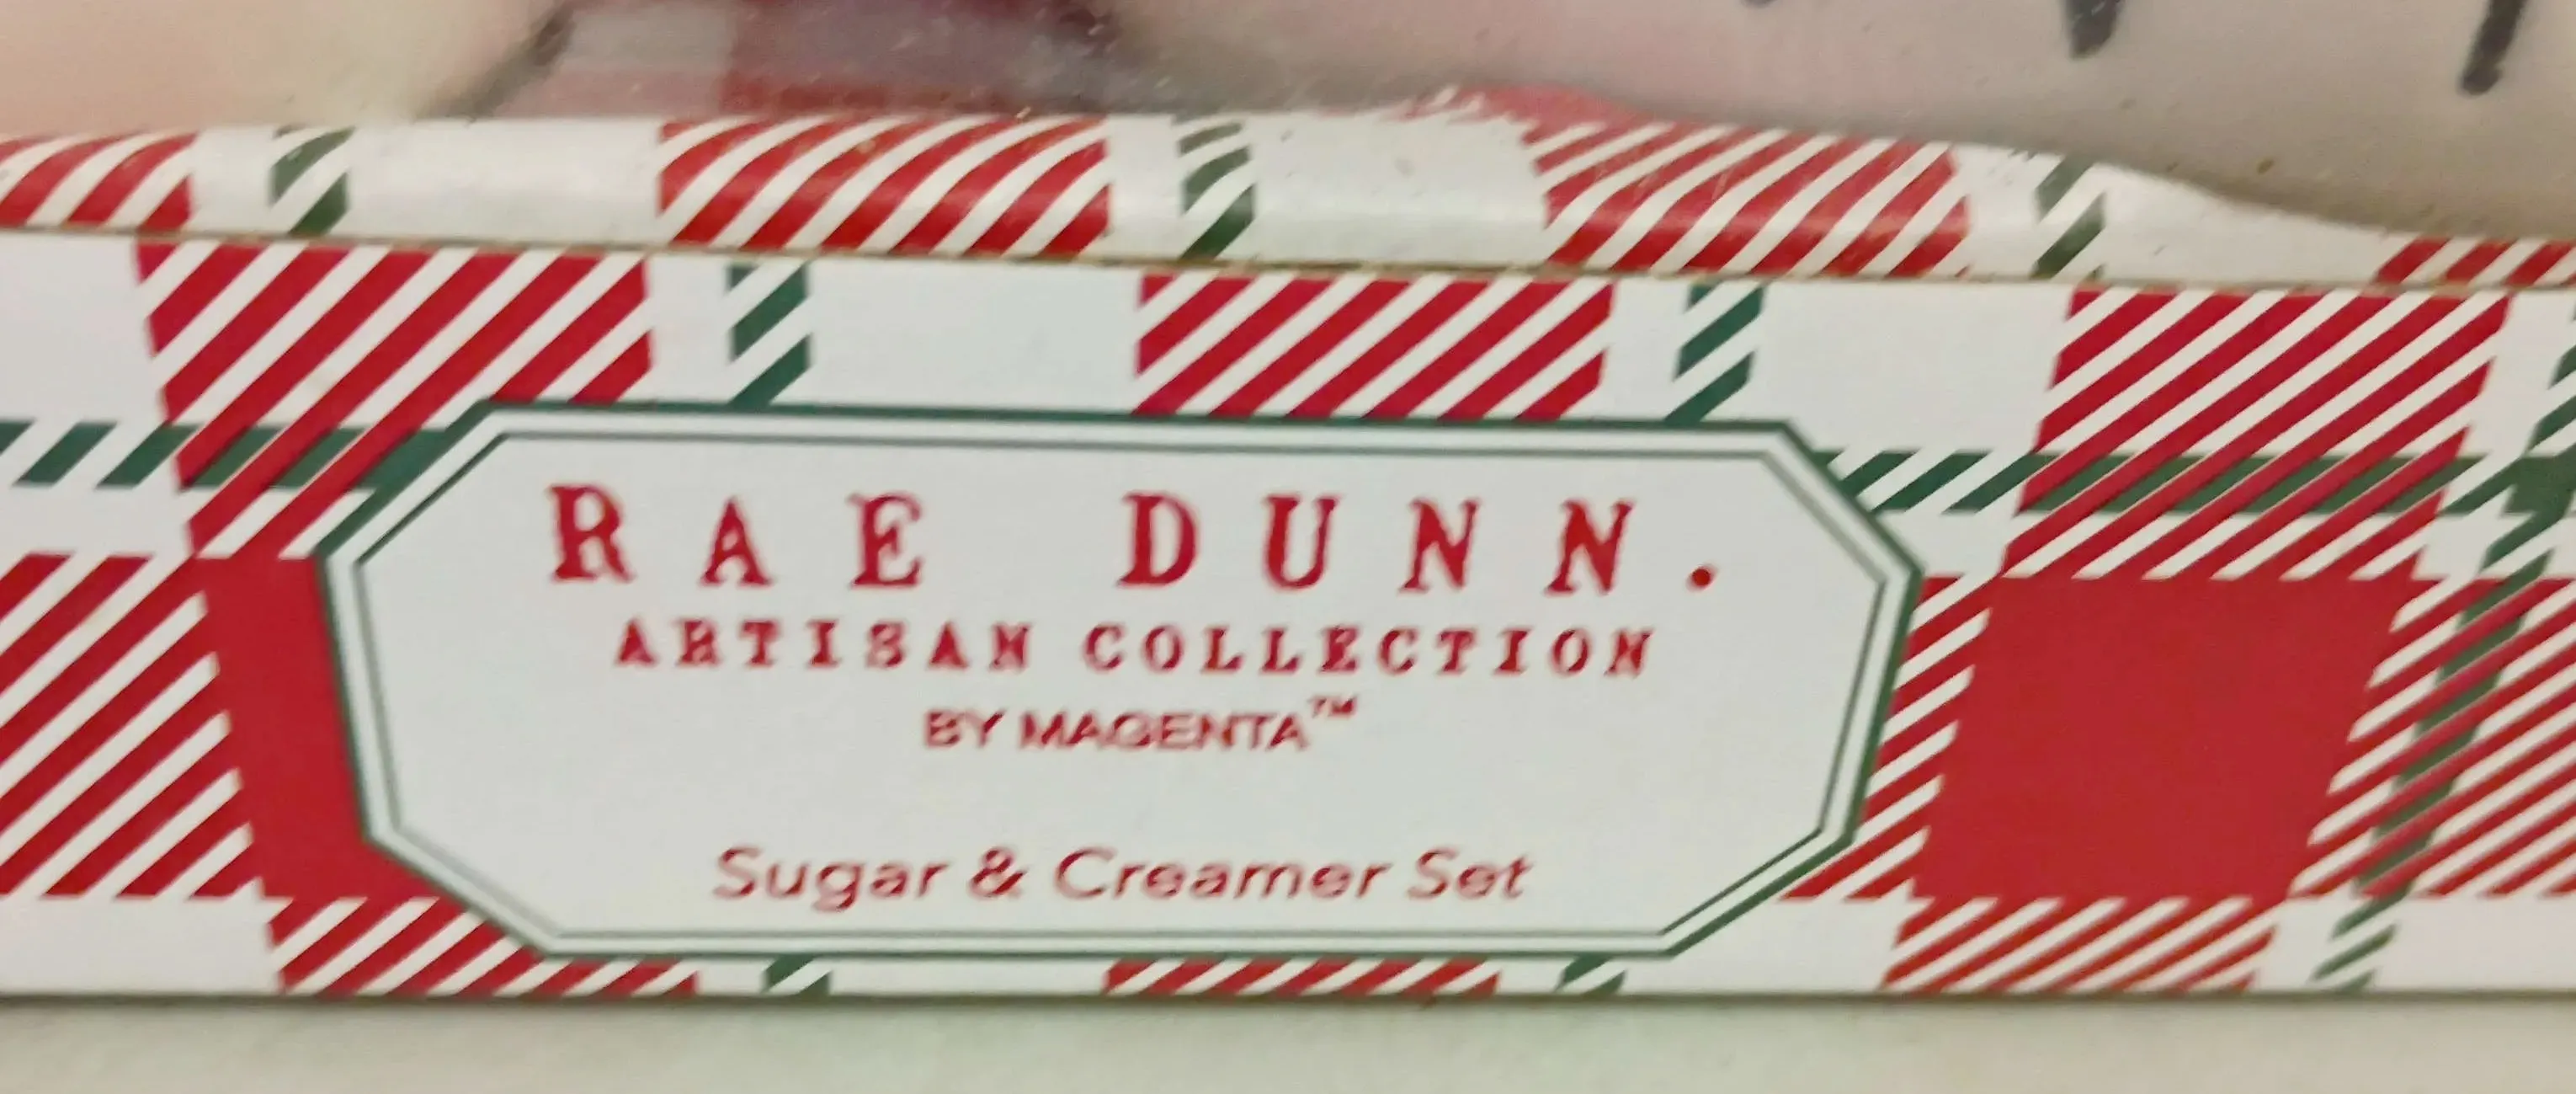 RAE DUNN.
ARTISAN COLLECTION
BY MAGENTA™
Sugar & Creamer Set